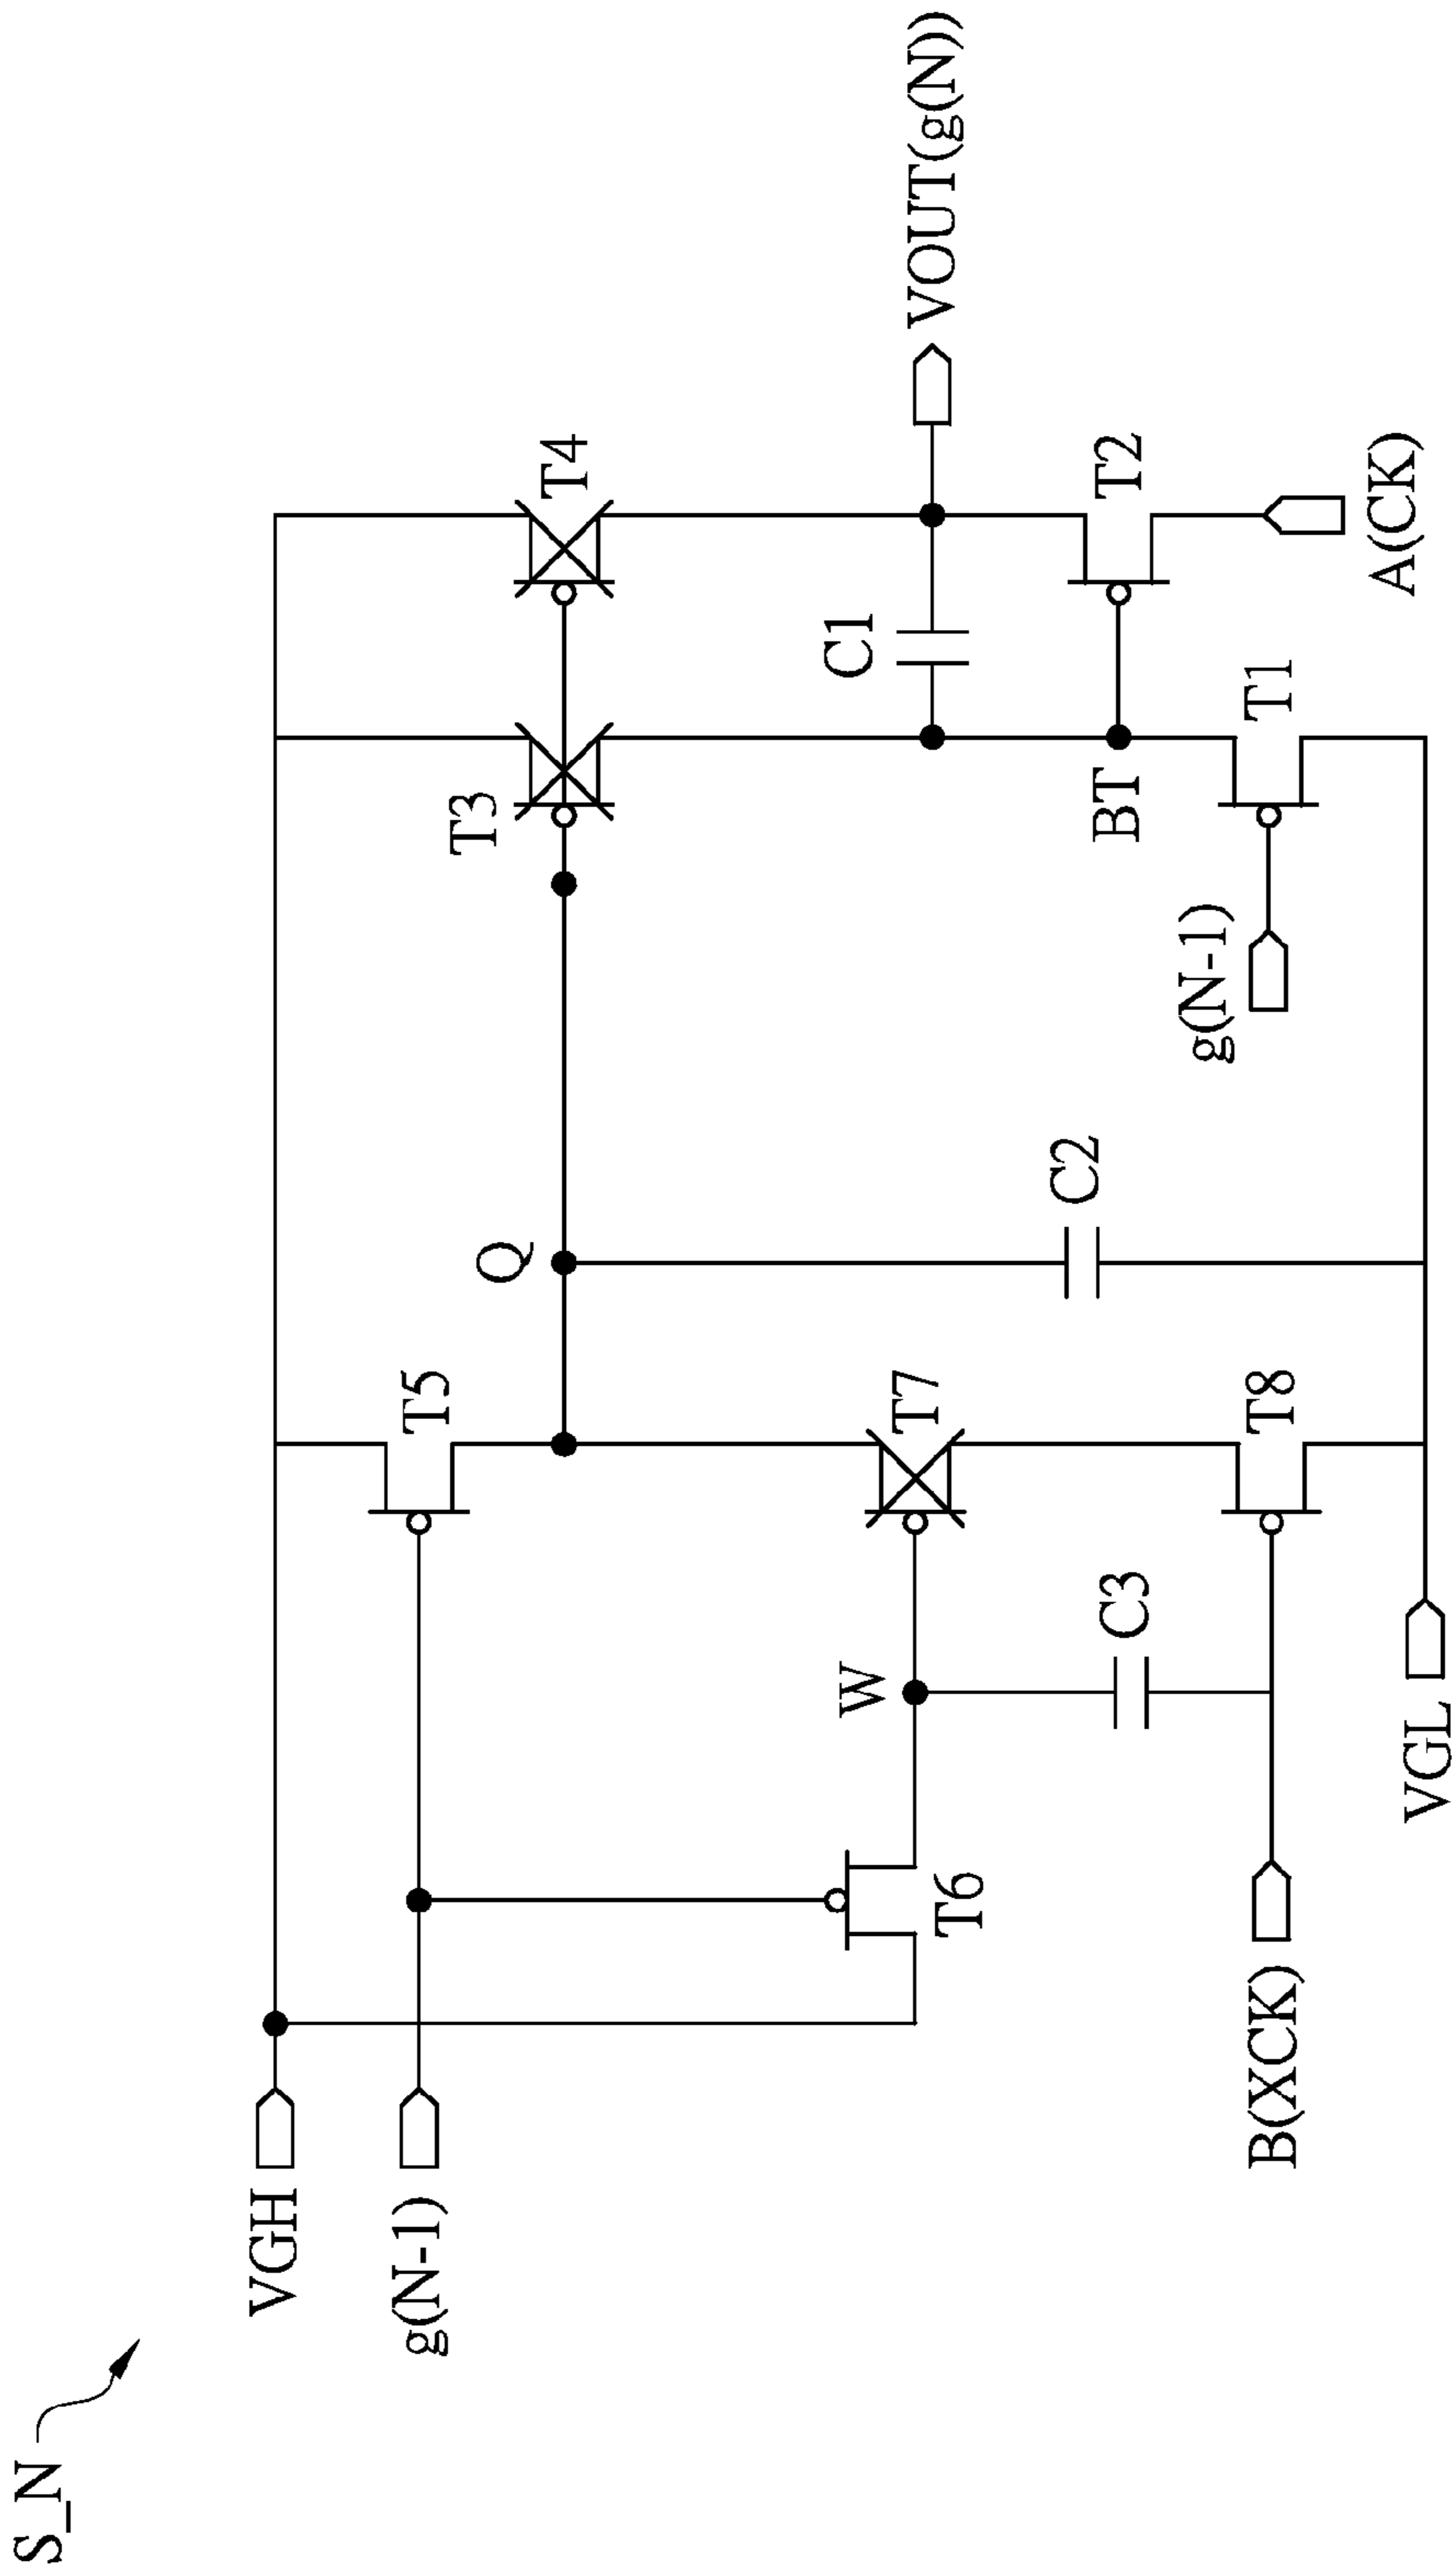 S_N
VGH
g(N-1)
T5
Q
T3
T4
T6
W
T7
C3
C2
C1
VOUT(g(N))
BT
T2
g(N-1)
T1
B(XCK)
T8
A(CK)
VGL